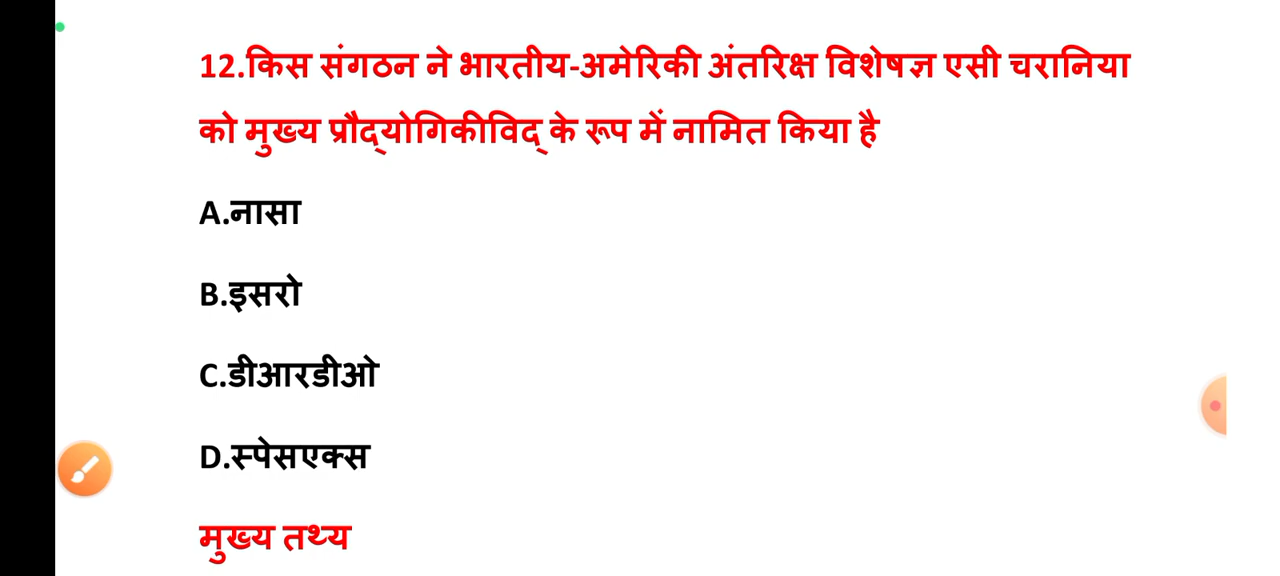 12.किस संगठन ने भारतीय-अमेरिकी अंतरिक्ष विशेषज्ञ एसी चरानिया
को मुख्य प्रौद्योगिकीविद् के रूप में नामित किया है
A.नासा
B.इसरो
C.डीआरडीओ
D.स्पेसएक्स
मुख्य तथ्य